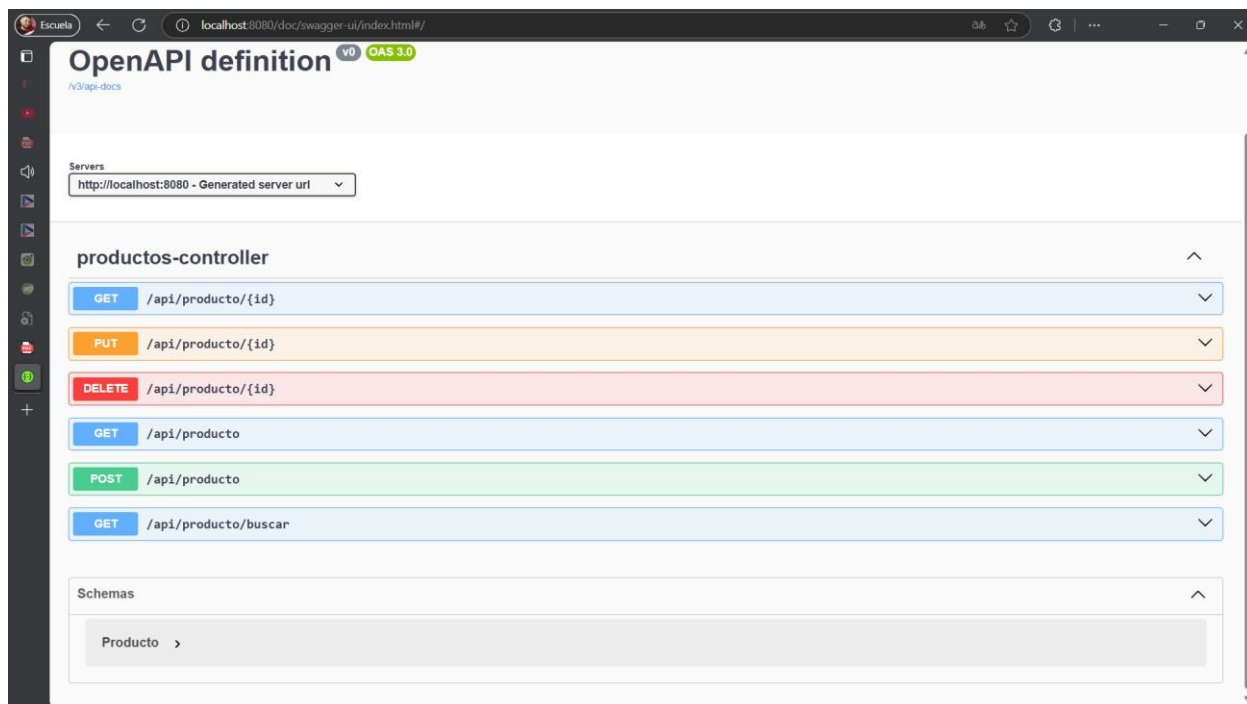 Escuela
localhost:8080/doc/swagger-ui/index.html#/
OpenAPI definition v0 OAS 3.0
/v3/api-docs
Servers
http://localhost:8080 - Generated server url
productos-controller
GET /api/producto/{id}
PUT /api/producto/{id}
DELETE /api/producto/{id}
GET /api/producto
POST /api/producto
GET /api/producto/buscar
Schemas
Producto